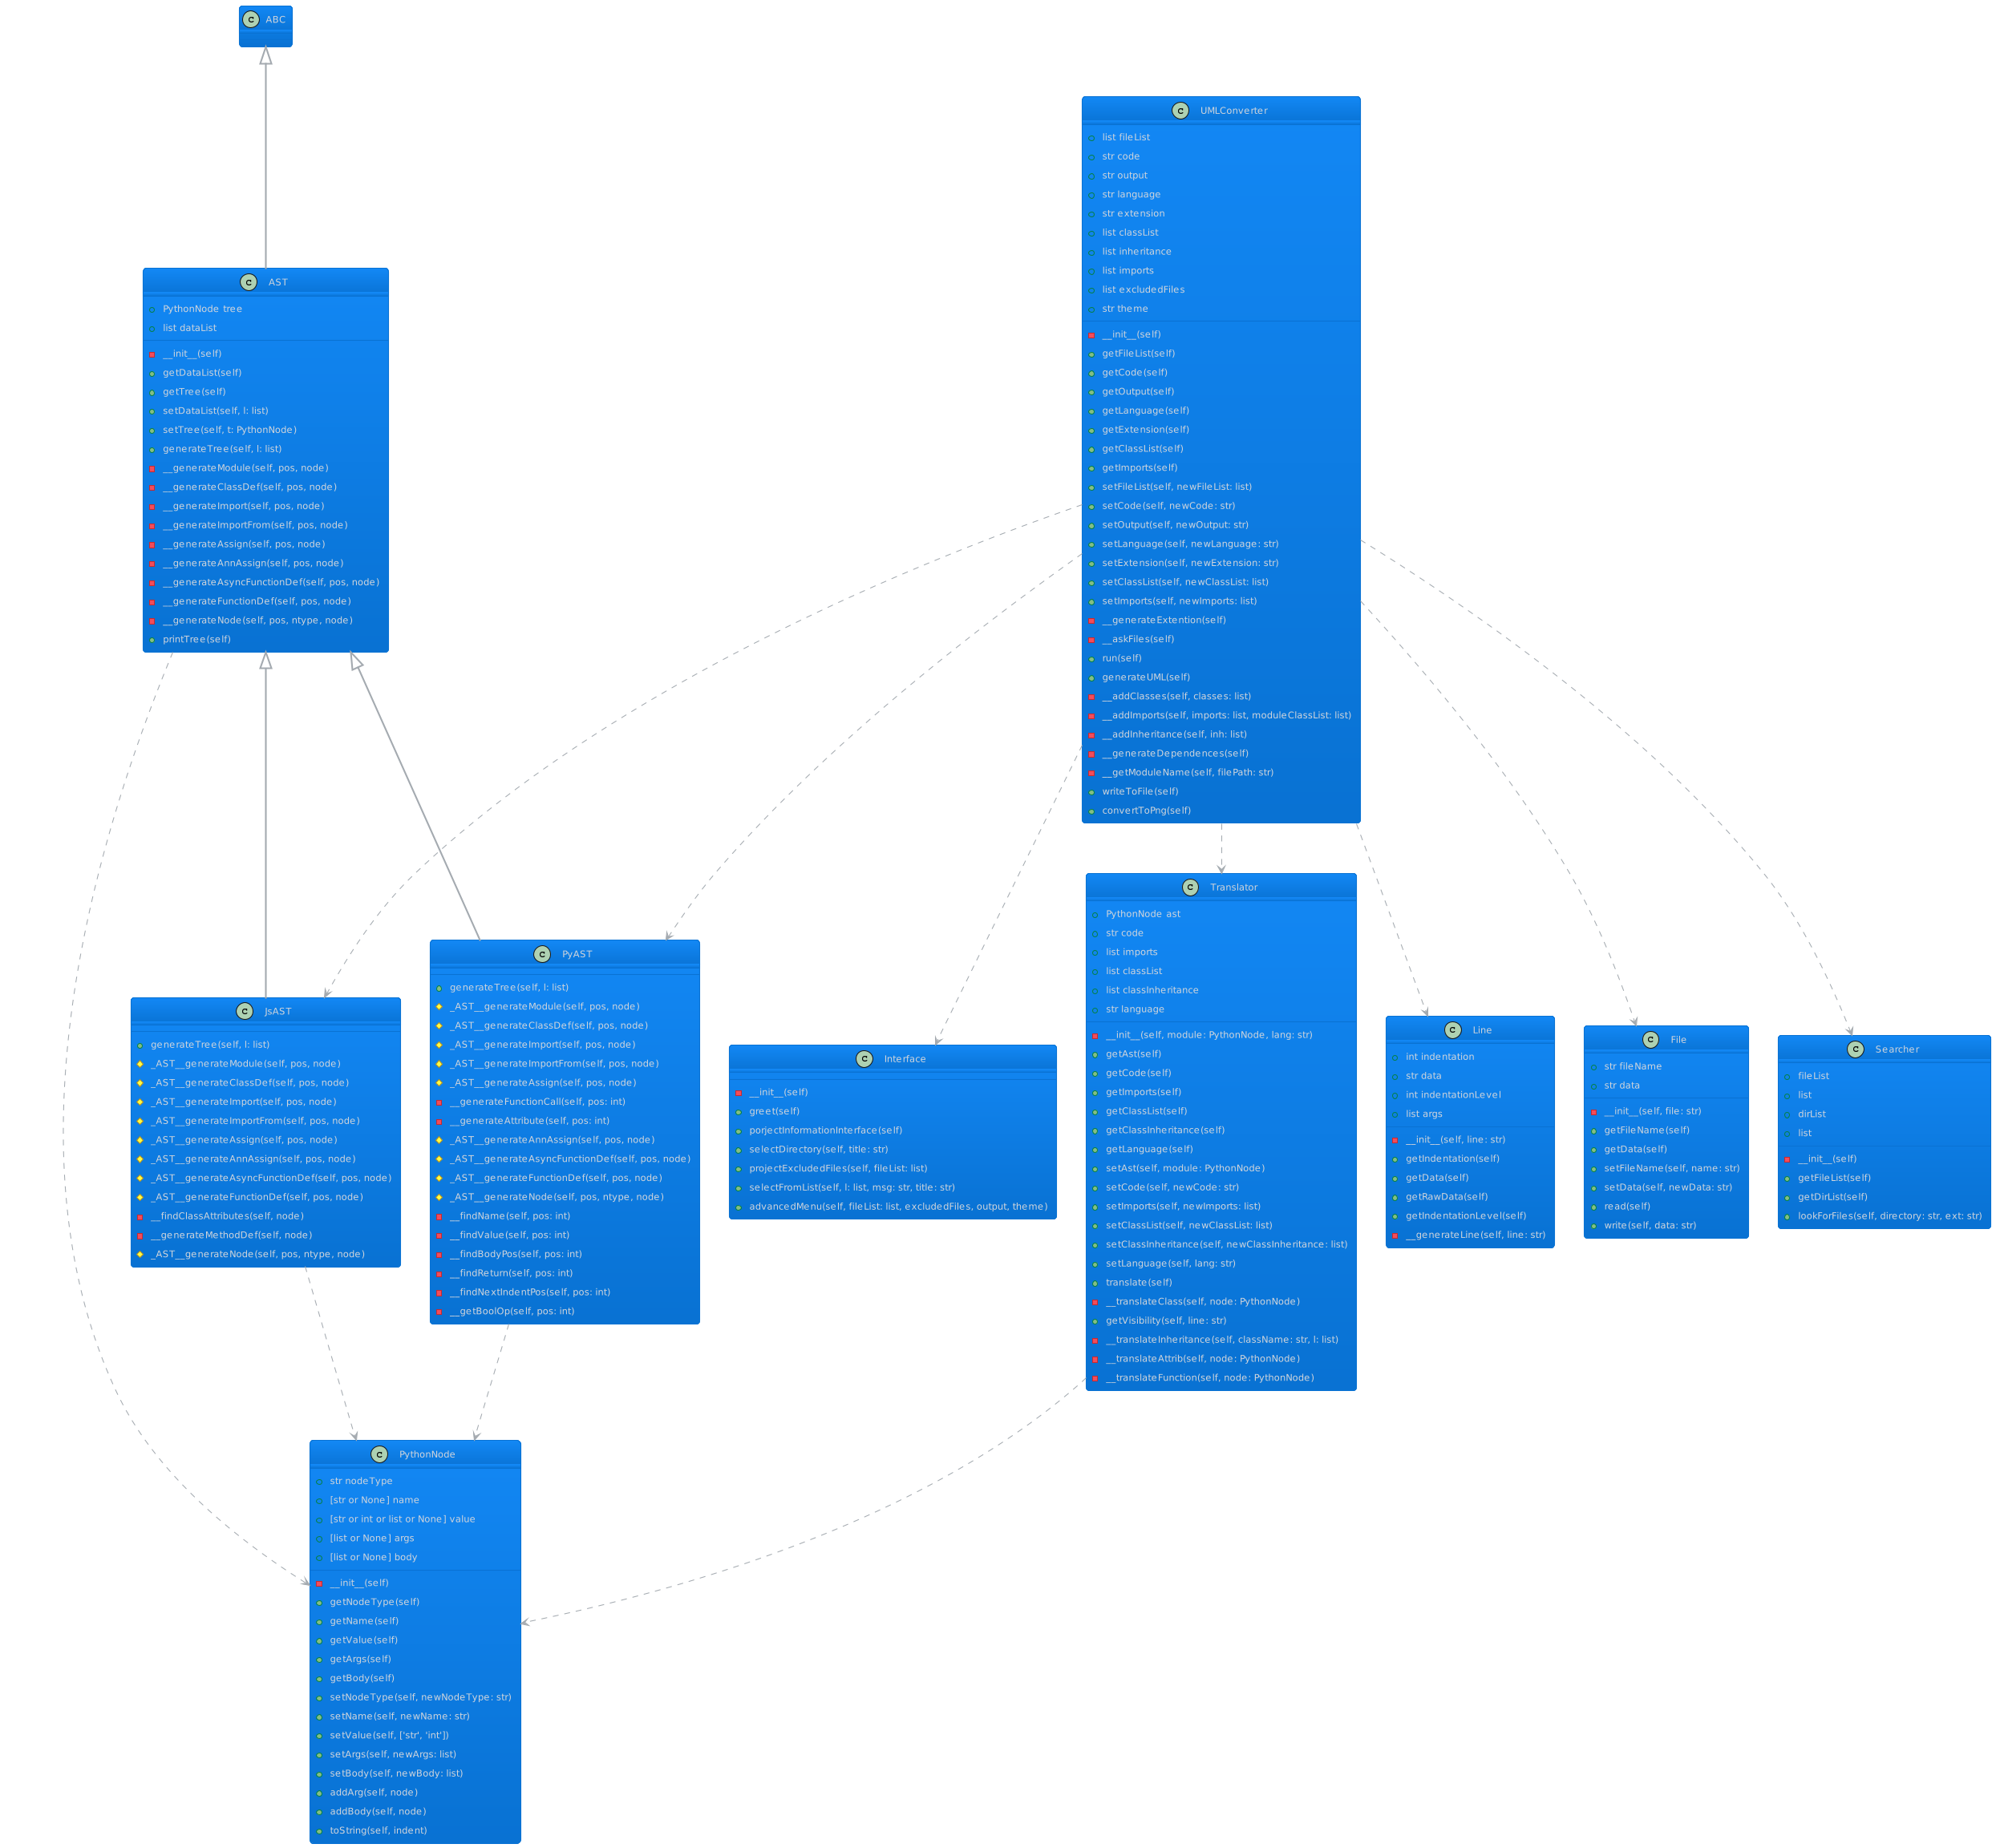 C ABC
C UMLConverter
list fileList
str code
str output
str language
str extension
list classList
list inheritance
list imports
list excludedFiles
str theme
__init__(self)
getFileList(self)
getCode(self)
getOutput(self)
getLanguage(self)
getExtension(self)
getClassList(self)
getImports(self)
setFileList(self, newFileList: list)
setCode(self, newCode: str)
setOutput(self, newOutput: str)
setLanguage(self, newLanguage: str)
setExtension(self, newExtension: str)
setClassList(self, newClassList: list)
setImports(self, newImports: list)
__generateExtention(self)
__askFiles(self)
run(self)
generateUML(self)
__addClasses(self, classes: list)
__addImports(self, imports: list, moduleClassList: list)
__addInheritance(self, inh: list)
__generateDependences(self)
__getModuleName(self, filePath: str)
writeToFile(self)
convertToPng(self)
C AST
PythonNode tree
list dataList
__init__(self)
getDataList(self)
getTree(self)
setDataList(self, l: list)
setTree(self, t: PythonNode)
generateTree(self, l: list)
__generateModule(self, pos, node)
__generateClassDef(self, pos, node)
__generateImport(self, pos, node)
__generateImportFrom(self, pos, node)
__generateAssign(self, pos, node)
__generateAnnAssign(self, pos, node)
__generateAsyncFunctionDef(self, pos, node)
__generateFunctionDef(self, pos, node)
__generateNode(self, pos, ntype, node)
printTree(self)
C JsAST
generateTree(self, l: list)
_AST__generateModule(self, pos, node)
_AST__generateClassDef(self, pos, node)
_AST__generateImport(self, pos, node)
_AST__generateImportFrom(self, pos, node)
_AST__generateAssign(self, pos, node)
_AST__generateAnnAssign(self, pos, node)
_AST__generateAsyncFunctionDef(self, pos, node)
_AST__generateFunctionDef(self, pos, node)
__findClassAttributes(self, node)
__generateMethodDef(self, node)
_AST__generateNode(self, pos, ntype, node)
C PyAST
generateTree(self, l: list)
_AST__generateModule(self, pos, node)
_AST__generateClassDef(self, pos, node)
_AST__generateImport(self, pos, node)
_AST__generateImportFrom(self, pos, node)
_AST__generateAssign(self, pos, node)
__generateFunctionCall(self, pos: int)
__generateAttribute(self, pos: int)
_AST__generateAnnAssign(self, pos, node)
_AST__generateAsyncFunctionDef(self, pos, node)
_AST__generateFunctionDef(self, pos, node)
_AST__generateNode(self, pos, ntype, node)
__findName(self, pos: int)
__findValue(self, pos: int)
__findBodyPos(self, pos: int)
__findReturn(self, pos: int)
__findNextIndentPos(self, pos: int)
__getBoolOp(self, pos: int)
C Interface
__init__(self)
greet(self)
porjectInformationInterface(self)
selectDirectory(self, title: str)
projectExcludedFiles(self, fileList: list)
selectFromList(self, l: list, msg: str, title: str)
advancedMenu(self, fileList: list, excludedFiles, output, theme)
C Translator
PythonNode ast
str code
list imports
list classList
list classInheritance
str language
__init__(self, module: PythonNode, lang: str)
getAst(self)
getCode(self)
getImports(self)
getClassList(self)
getClassInheritance(self)
getLanguage(self)
setAst(self, module: PythonNode)
setCode(self, newCode: str)
setImports(self, newImports: list)
setClassList(self, newClassList: list)
setClassInheritance(self, newClassInheritance: list)
setLanguage(self, lang: str)
translate(self)
__translateClass(self, node: PythonNode)
getVisibility(self, line: str)
__translateInheritance(self, className: str, l: list)
__translateAttrib(self, node: PythonNode)
__translateFunction(self, node: PythonNode)
C Line
int indentation
str data
int indentationLevel
list args
__init__(self, line: str)
getIndentation(self)
getData(self)
getRawData(self)
getIndentationLevel(self)
__generateLine(self, line: str)
C File
str fileName
str data
__init__(self, file: str)
getFileName(self)
getData(self)
setFileName(self, name: str)
setData(self, newData: str)
read(self)
write(self, data: str)
C Searcher
fileList
list
dirList
list
__init__(self)
getFileList(self)
getDirList(self)
lookForFiles(self, directory: str, ext: str)
C PythonNode
str nodeType
[str or None] name
[str or int or list or None] value
[list or None] args
[list or None] body
__init__(self)
getNodeType(self)
getName(self)
getValue(self)
getArgs(self)
getBody(self)
setNodeType(self, newNodeType: str)
setName(self, newName: str)
setValue(self, ['str', 'int'])
setArgs(self, newArgs: list)
setBody(self, newBody: list)
addArg(self, node)
addBody(self, node)
toString(self, indent)